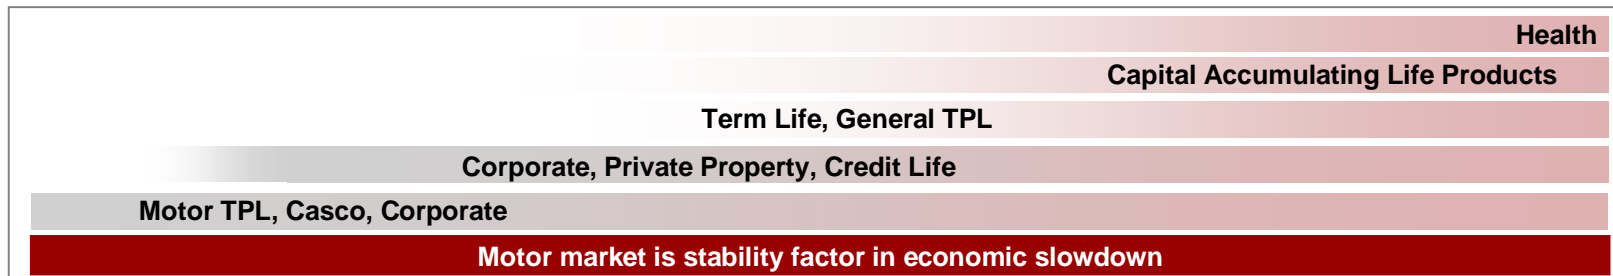 Health
Capital Accumulating Life Products
Term Life, General TPL
Corporate, Private Property, Credit Life
Motor TPL, Casco, Corporate
Motor market is stability factor in economic slowdown